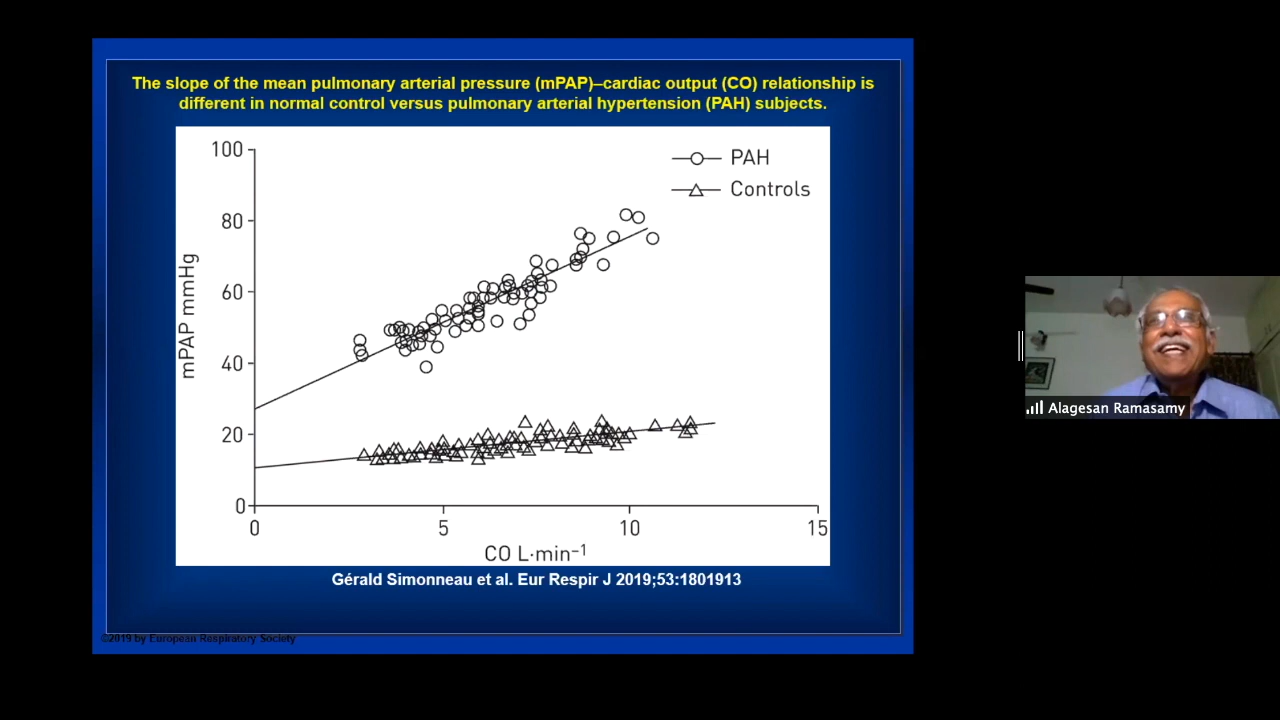 The slope of the mean pulmonary arterial pressure (mPAP)–cardiac output (CO) relationship is
different in normal control versus pulmonary arterial hypertension (PAH) subjects.
100
80
60
40
20
0
mPAP mmHg
PAH
Controls
0
5
10
15
CO L·min⁻¹
Gérald Simonneau et al. Eur Respir J 2019;53:1801913
©2019 by European Respiratory Society
Alagesan Ramasamy